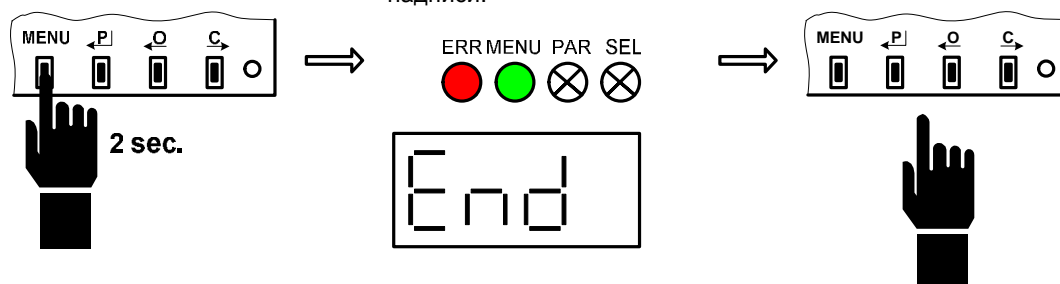 MENU P O C
2 sec.
ERR MENU PAR SEL
End
MENU P O C